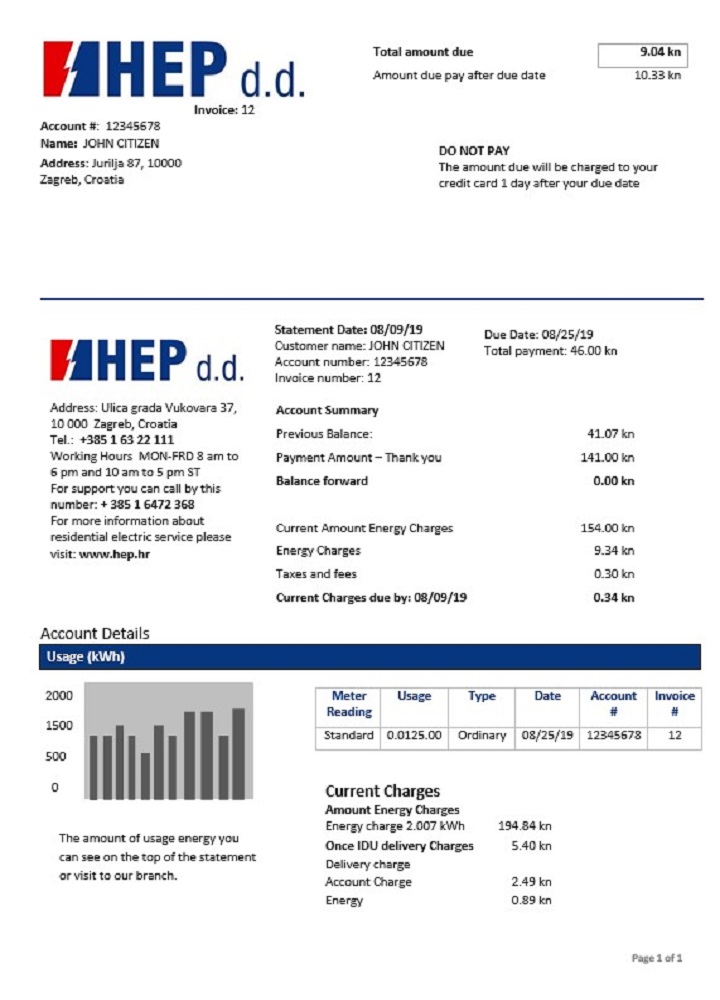 HEP d.d.
Total amount due 9.04 kn
Amount due pay after due date 10.33 kn
Invoice: 12
Account #: 12345678
Name: JOHN CITIZEN
Address: Jurilja 87, 10000
Zagreb, Croatia
DO NOT PAY
The amount due will be charged to your
credit card 1 day after your due date
HEP d.d.
Address: Ulica grada Vukovara 37,
10 000 Zagreb, Croatia
Tel.: +385 1 63 22 111
Working Hours MON-FRD 8 am to
6 pm and 10 am to 5 pm ST
For support you can call by this
number: + 385 1 6472 368
For more information about
residential electric service please
visit: www.hep.hr
Statement Date: 08/09/19
Customer name: JOHN CITIZEN
Account number: 12345678
Invoice number: 12
Due Date: 08/25/19
Total payment: 46.00 kn
Account Summary
Previous Balance: 41.07 kn
Payment Amount – Thank you 141.00 kn
Balance forward 0.00 kn
Current Amount Energy Charges 154.00 kn
Energy Charges 9.34 kn
Taxes and fees 0.30 kn
Current Charges due by: 08/09/19 0.34 kn
Account Details
Usage (kWh)
2000
1500
500
0
The amount of usage energy you
can see on the top of the statement
or visit to our branch.
Meter Usage Type Date Account Invoice
Reading # #
Standard 0.0125.00 Ordinary 08/25/19 12345678 12
Current Charges
Amount Energy Charges
Energy charge 2.007 kWh 194.84 kn
Once IDU delivery Charges 5.40 kn
Delivery charge
Account Charge 2.49 kn
Energy 0.89 kn
Page 1 of 1